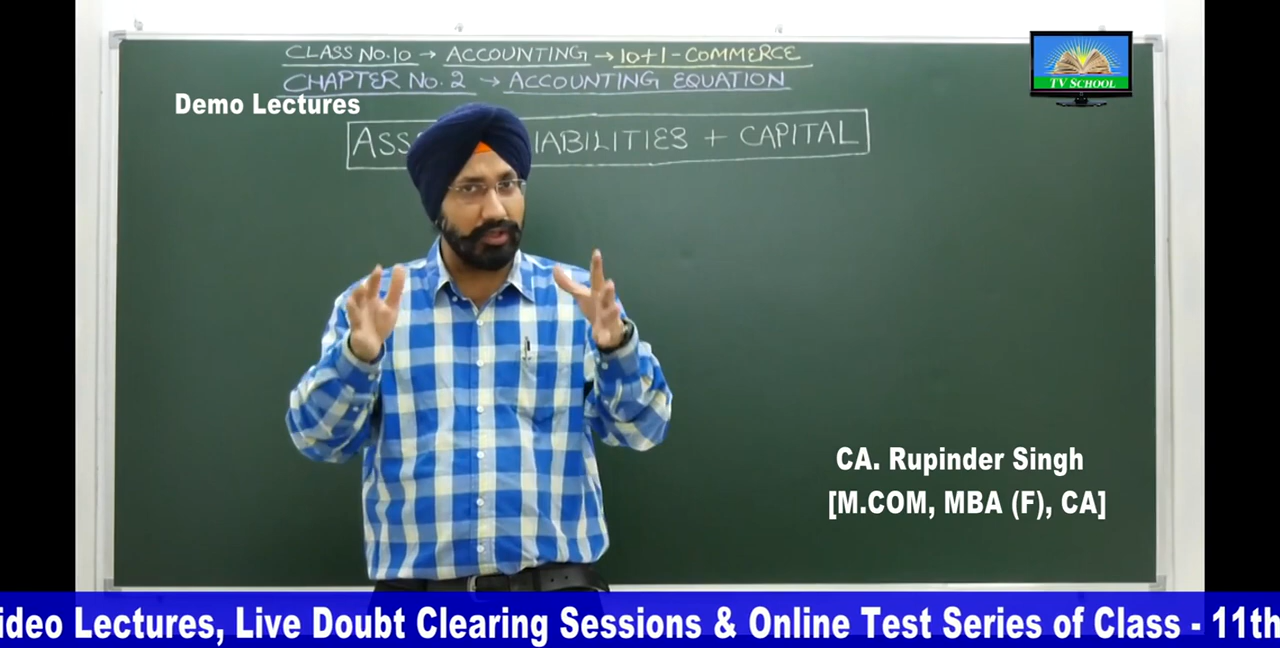 CLASS NO.10 → ACCOUNTING → 10+1-COMMERCE
CHAPTER NO. 2 → ACCOUNTING EQUATION
Demo Lectures
ASS IABILITIES + CAPITAL
TV SCHOOL
CA. Rupinder Singh
[M.COM, MBA (F), CA]
ideo Lectures, Live Doubt Clearing Sessions & Online Test Series of Class - 11th